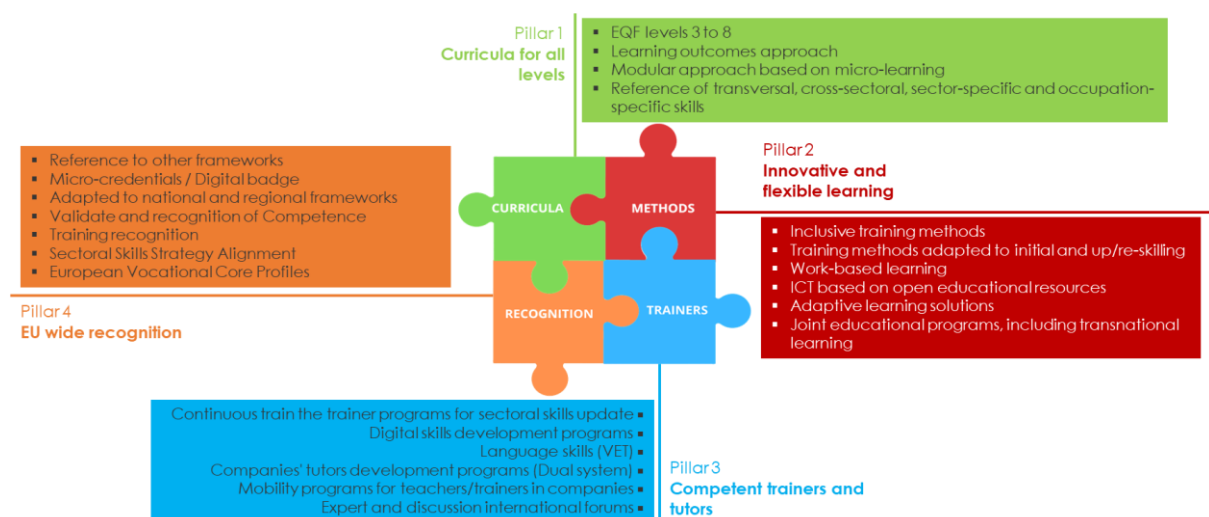 Pillar 1
Curricula for all
levels
▪ EQF levels 3 to 8
▪ Learning outcomes approach
▪ Modular approach based on micro-learning
▪ Reference of transversal, cross-sectoral, sector-specific and occupation-
specific skills
▪ Reference to other frameworks
▪ Micro-credentials / Digital badge
▪ Adapted to national and regional frameworks
▪ Validate and recognition of Competence
▪ Training recognition
▪ Sectoral Skills Strategy Alignment
▪ European Vocational Core Profiles
Pillar 4
EU wide recognition
CURRICULA
METHODS
RECOGNITION
TRAINERS
Pillar 2
Innovative and
flexible learning
▪ Inclusive training methods
▪ Training methods adapted to initial and up/re-skilling
▪ Work-based learning
▪ ICT based on open educational resources
▪ Adaptive learning solutions
▪ Joint educational programs, including transnational
learning
Continuous train the trainer programs for sectoral skills update ▪
Digital skills development programs ▪
Language skills (VET) ▪
Companies' tutors development programs (Dual system) ▪
Mobility programs for teachers/trainers in companies ▪
Expert and discussion international forums ▪
Pillar 3
Competent trainers and
tutors